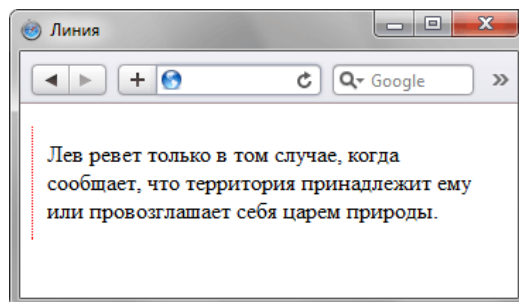 Линия
Google
Лев ревет только в том случае, когда
сообщает, что территория принадлежит ему
или провозглашает себя царем природы.